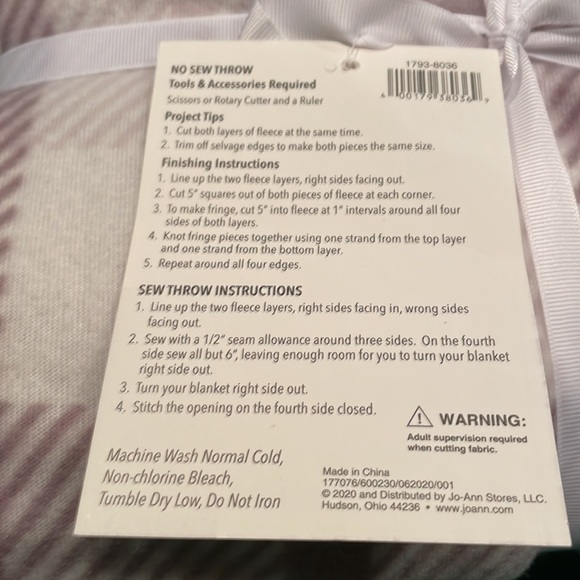 1793-8036
NO SEW THROW
Tools & Accessories Required
Scissors or Rotary Cutter and a Ruler
Project Tips
1. Cut both layers of fleece at the same time.
2. Trim off selvage edges to make both pieces the same size.
Finishing Instructions
1. Line up the two fleece layers, right sides facing out.
2. Cut 5" squares out of both pieces of fleece at each corner.
3. To make fringe, cut 5" into fleece at 1" intervals around all four
sides of both layers.
4. Knot fringe pieces together using one strand from the top layer
and one strand from the bottom layer.
5. Repeat around all four edges.
SEW THROW INSTRUCTIONS
1. Line up the two fleece layers, right sides facing in, wrong sides
facing out.
2. Sew with a 1/2" seam allowance around three sides. On the fourth
side sew all but 6", leaving enough room for you to turn your blanket
right side out.
3. Turn your blanket right side out.
4. Stitch the opening on the fourth side closed.
WARNING:
Adult supervision required
when cutting fabric.
Machine Wash Normal Cold,
Non-chlorine Bleach,
Tumble Dry Low, Do Not Iron
Made in China
177076/600230/062020/001
© 2020 and Distributed by Jo-Ann Stores, LLC.
Hudson, Ohio 44236 • www.joann.com